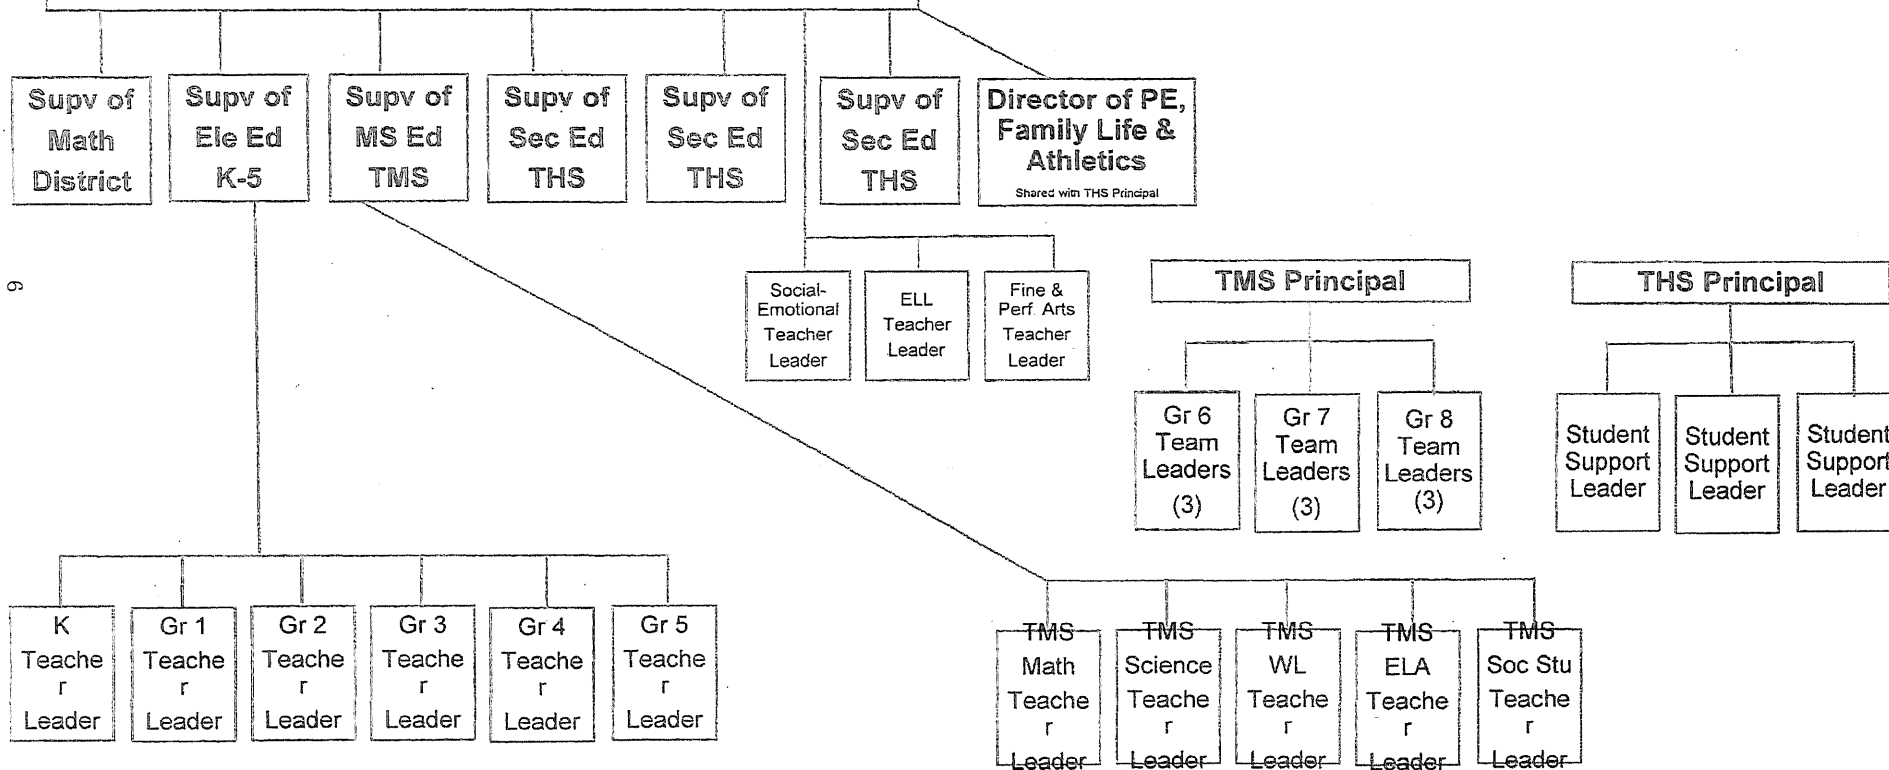 Supv of
Math
District
Supv of
Ele Ed
K-5
Supv of
MS Ed
TMS
Supv of
Sec Ed
THS
Supv of
Sec Ed
THS
Supv of
Sec Ed
THS
Director of PE,
Family Life &
Athletics
Shared with THS Principal
6
Social-
Emotional
Teacher
Leader
ELL
Teacher
Leader
Fine &
Perf. Arts
Teacher
Leader
TMS Principal
THS Principal
Gr 6
Team
Leaders
(3)
Gr 7
Team
Leaders
(3)
Gr 8
Team
Leaders
(3)
Student
Support
Leader
Student
Support
Leader
Student
Support
Leader
K
Teache
r
Leader
Gr 1
Teache
r
Leader
Gr 2
Teache
r
Leader
Gr 3
Teache
r
Leader
Gr 4
Teache
r
Leader
Gr 5
Teache
r
Leader
TMS
Math
Teache
r
Leader
TMS
Science
Teache
r
Leader
TMS
WL
Teache
r
Leader
TMS
ELA
Teache
r
Leader
TMS
Soc Stu
Teache
r
Leader